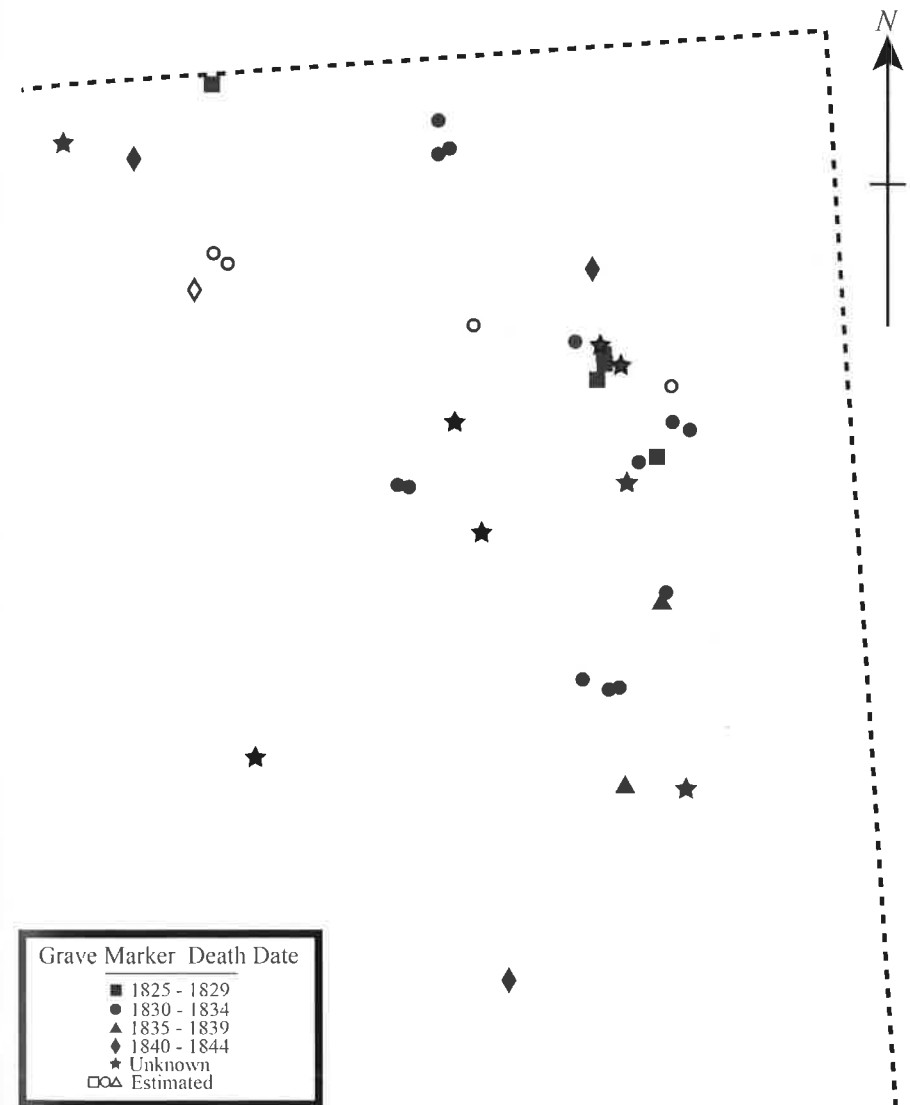 N
Grave Marker Death Date
1825 - 1829
1830 - 1834
1835 - 1839
1840 - 1844
Unknown
Estimated